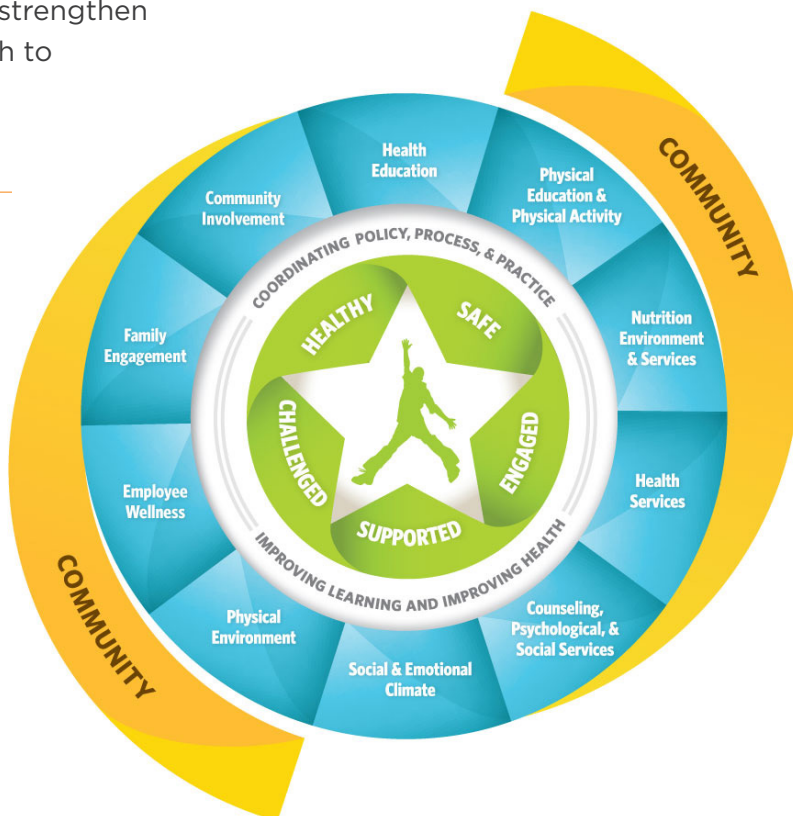 strengthen
h to
COMMUNITY
Health
Education
Physical
Education &
Physical Activity
Nutrition
Environment
& Services
Health
Services
Counseling,
Psychological, &
Social Services
Social & Emotional
Climate
Physical
Environment
Employee
Wellness
Family
Engagement
Community
Involvement
COORDINATING POLICY, PROCESS, & PRACTICE
IMPROVING LEARNING AND IMPROVING HEALTH
HEALTHY
SAFE
ENGAGED
SUPPORTED
CHALLENGED
COMMUNITY